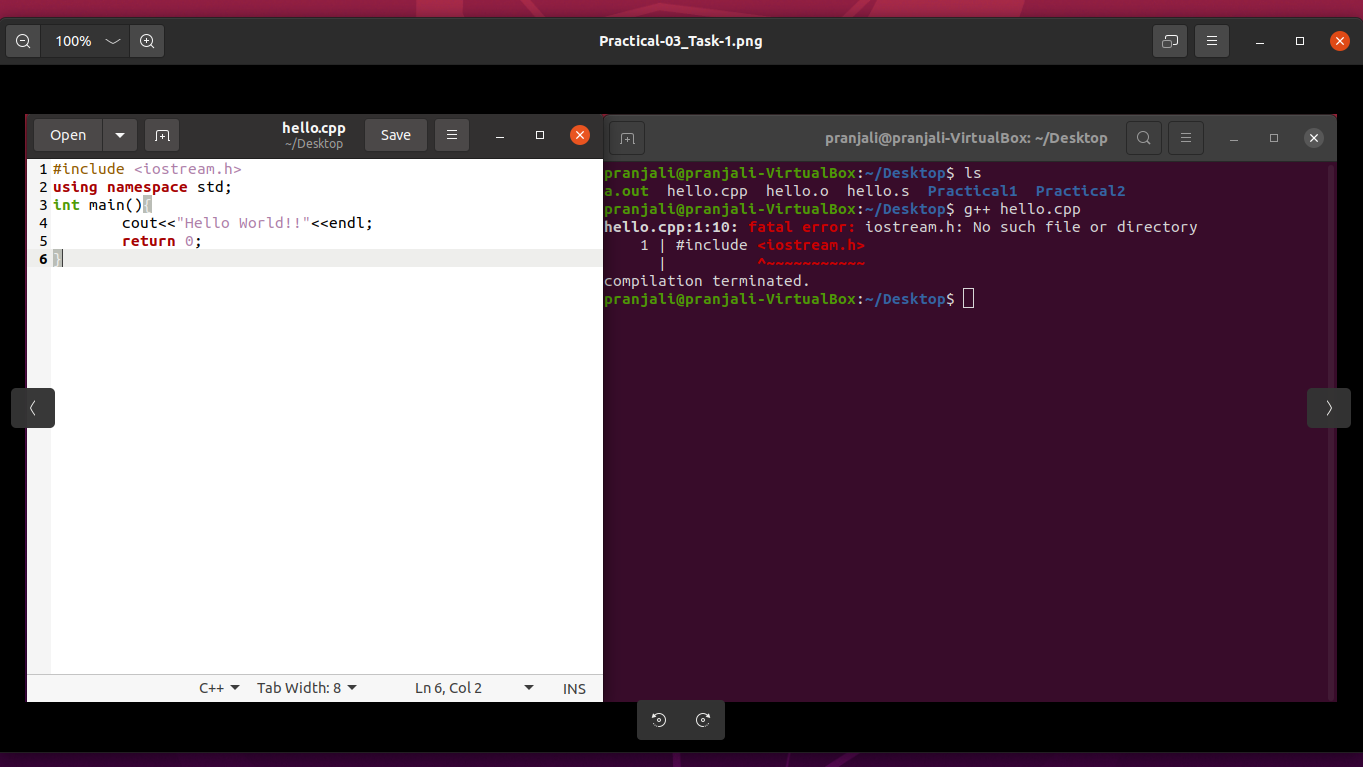 100%
Practical-03_Task-1.png
Open
hello.cpp
~/Desktop
Save
1 #include <iostream.h>
2 using namespace std;
3 int main(){
4 cout<<"Hello World!!"<<endl;
5 return 0;
6 }
C++
Tab Width: 8
Ln 6, Col 2
INS
pranjali@pranjali-VirtualBox: ~/Desktop
pranjali@pranjali-VirtualBox:~/Desktop$ ls
a.out hello.cpp hello.o hello.s Practical1 Practical2
pranjali@pranjali-VirtualBox:~/Desktop$ g++ hello.cpp
hello.cpp:1:10: fatal error: iostream.h: No such file or directory
1 | #include <iostream.h>
| ^~~~~~~~~~~~
compilation terminated.
pranjali@pranjali-VirtualBox:~/Desktop$